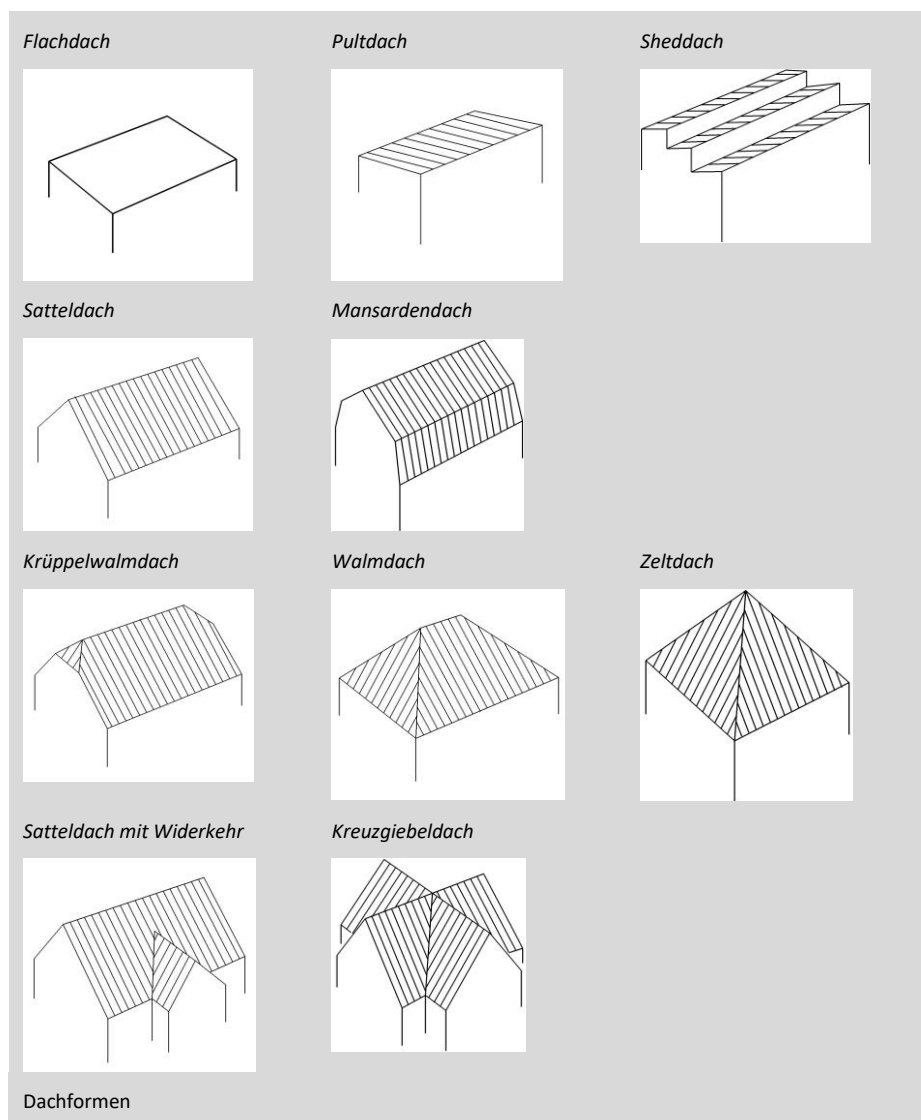 Flachdach Pultdach Sheddach
Satteldach Mansardendach
Krüppelwalmdach Walmdach Zeltdach
Satteldach mit Widerkehr Kreuzgiebeldach
Dachformen